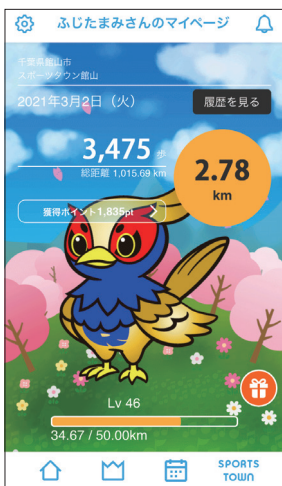 ふじたまみさんのマイページ
千葉県館山市
スポーツタウン館山
2021年3月2日（火）
履歴を見る
3,475 歩
総距離 1,015.69 km
2.78
km
獲得ポイント1,835pt
Lv 46
34.67 / 50.00km
SPORTS
TOWN